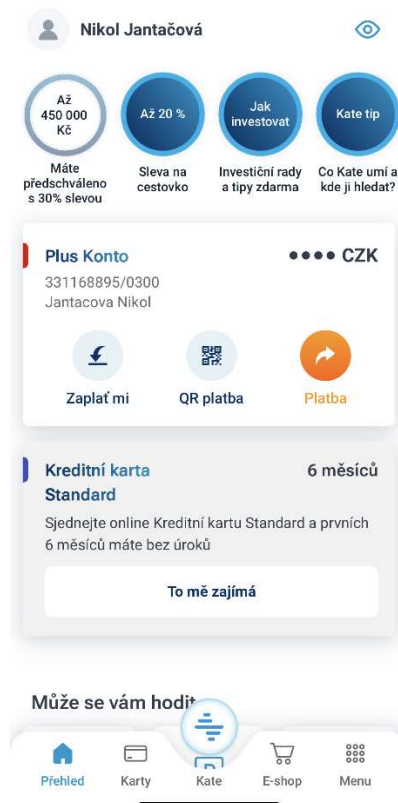 Nikol Jantačová
Až
450 000
Kč
Až 20 %
Jak
investovat
Kate tip
Máte
předschváleno
s 30% slevou
Sleva na
cestovko
Investiční rady
a tipy zdarma
Co Kate umí a
kde ji hledat?
Plus Konto
•••• CZK
331168895/0300
Jantacova Nikol
Zaplať mi
QR platba
Platba
Kreditní karta
Standard
6 měsíců
Sjednejte online Kreditní kartu Standard a prvních
6 měsíců máte bez úroků
To mě zajímá
Může se vám hodit
Přehled
Karty
Kate
E-shop
Menu